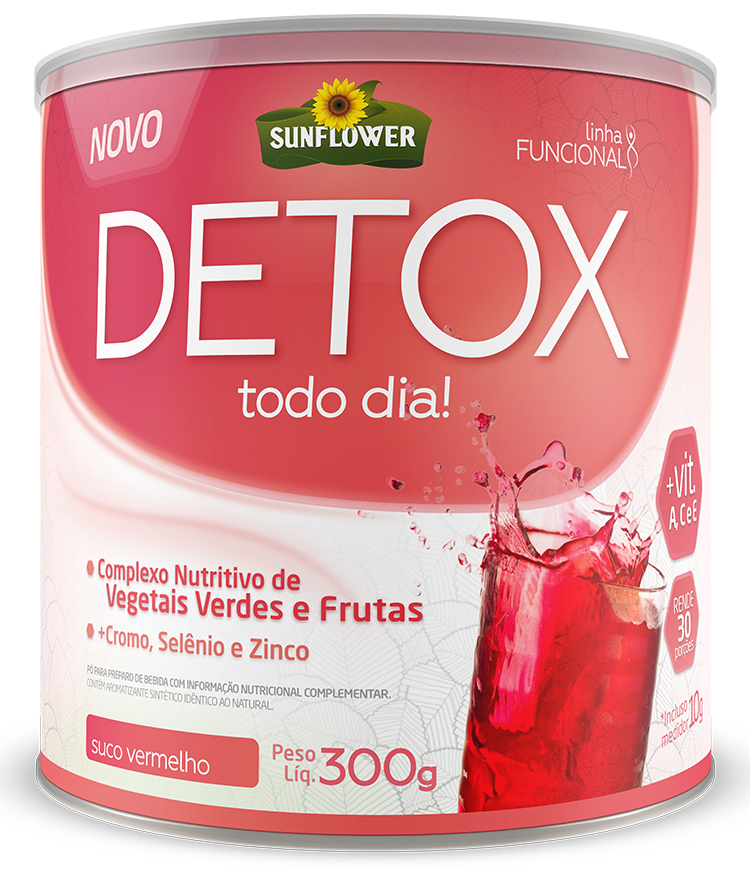 NOVO
SUNFLOWER
linha
FUNCIONAL
DETOX
todo dia!
+vit.
A, C e E
• Complexo Nutritivo de
Vegetais Verdes e Frutas
• +Cromo, Selênio e Zinco
RENDE
30
porções
PÓ PARA PREPARO DE BEBIDA COM INFORMAÇÃO NUTRICIONAL COMPLEMENTAR.
CONTÉM AROMATIZANTE SINTÉTICO IDÊNTICO AO NATURAL.
*Incluso
medidor 10g
suco vermelho
Peso
Líq. 300g